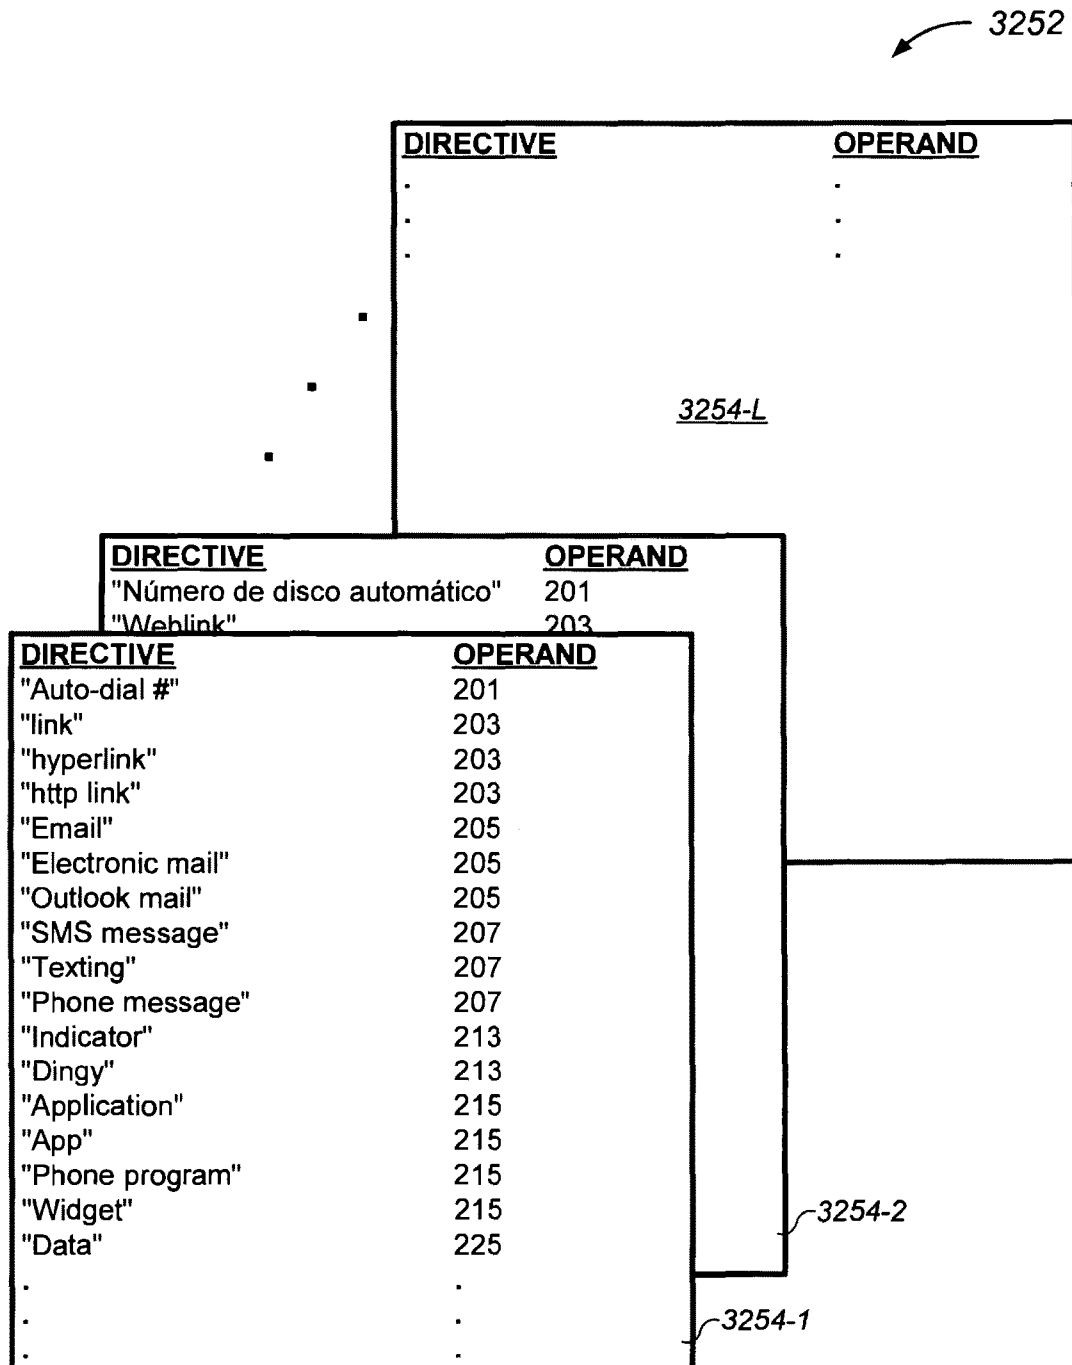 3252
DIRECTIVE OPERAND
.
.
.
3254-L
DIRECTIVE OPERAND
"Número de disco automático" 201
"Weblink" 203
DIRECTIVE OPERAND
"Auto-dial #" 201
"link" 203
"hyperlink" 203
"http link" 203
"Email" 205
"Electronic mail" 205
"Outlook mail" 205
"SMS message" 207
"Texting" 207
"Phone message" 207
"Indicator" 213
"Dingy" 213
"Application" 215
"App" 215
"Phone program" 215
"Widget" 215
"Data" 225
.
.
.
3254-2
3254-1